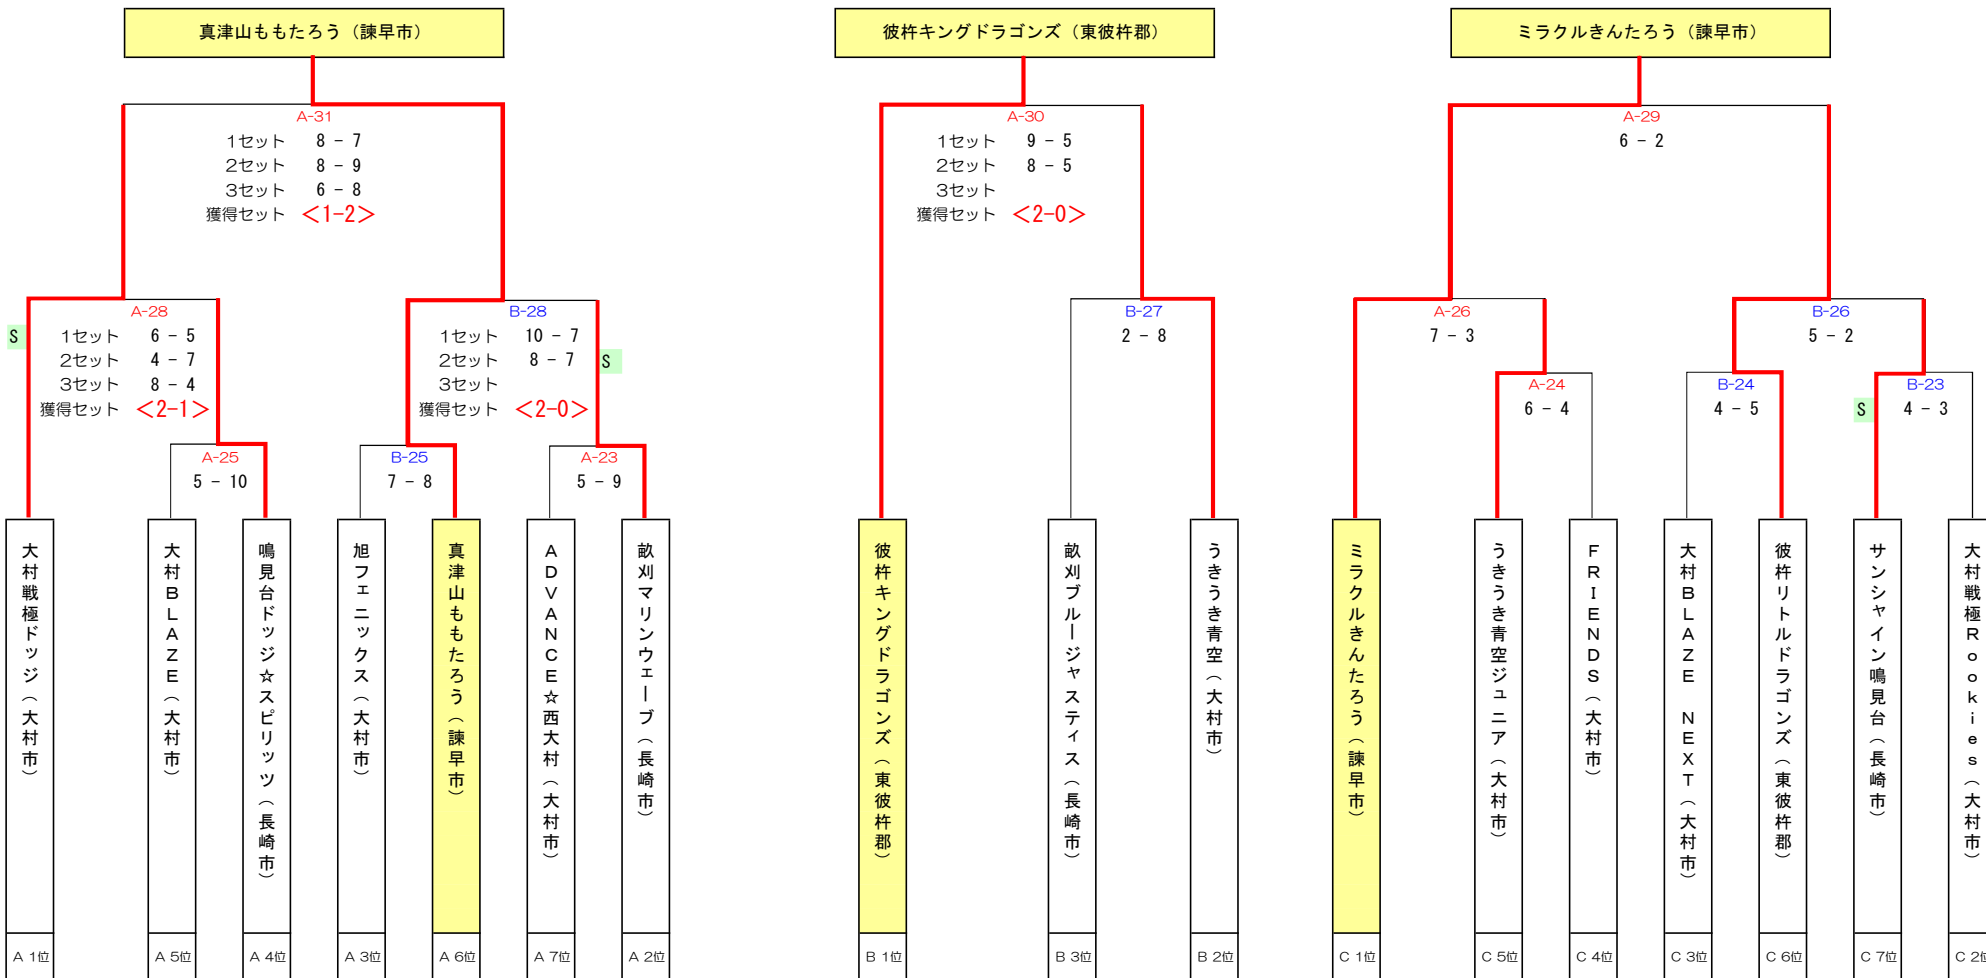 真津山ももたろう（諫早市）
彼杵キングドラゴンズ（東彼杵郡）
ミラクルきんたろう（諫早市）
A-31
1セット 8 - 7
2セット 8 - 9
3セット 6 - 8
獲得セット <1-2>
A-30
1セット 9 - 5
2セット 8 - 5
3セット
獲得セット <2-0>
A-29
6 - 2
A-28
S
1セット 6 - 5
2セット 4 - 7
3セット 8 - 4
獲得セット <2-1>
B-28
1セット 10 - 7
2セット 8 - 7
S
3セット
獲得セット <2-0>
B-27
2 - 8
A-26
7 - 3
B-26
5 - 2
A-24
6 - 4
B-24
4 - 5
B-23
S
4 - 3
A-25
5 - 10
B-25
7 - 8
A-23
5 - 9
大村戦極ドッジ（大村市）
大村BLAZE（大村市）
鳴見台ドッジ☆スピリッツ（長崎市）
旭フェニックス（大村市）
真津山ももたろう（諫早市）
ADVANCE☆西大村（大村市）
畝刈マリンウェーブ（長崎市）
彼杵キングドラゴンズ（東彼杵郡）
畝刈ブルージャスティス（長崎市）
うきうき青空（大村市）
ミラクルきんたろう（諫早市）
うきうき青空ジュニア（大村市）
FRIENDS（大村市）
大村BLAZE NEXT（大村市）
彼杵リトルドラゴンズ（東彼杵郡）
サンシャイン鳴見台（長崎市）
大村戦極Rookies（大村市）
A 1位
A 5位
A 4位
A 3位
A 6位
A 7位
A 2位
B 1位
B 3位
B 2位
C 1位
C 5位
C 4位
C 3位
C 6位
C 7位
C 2位